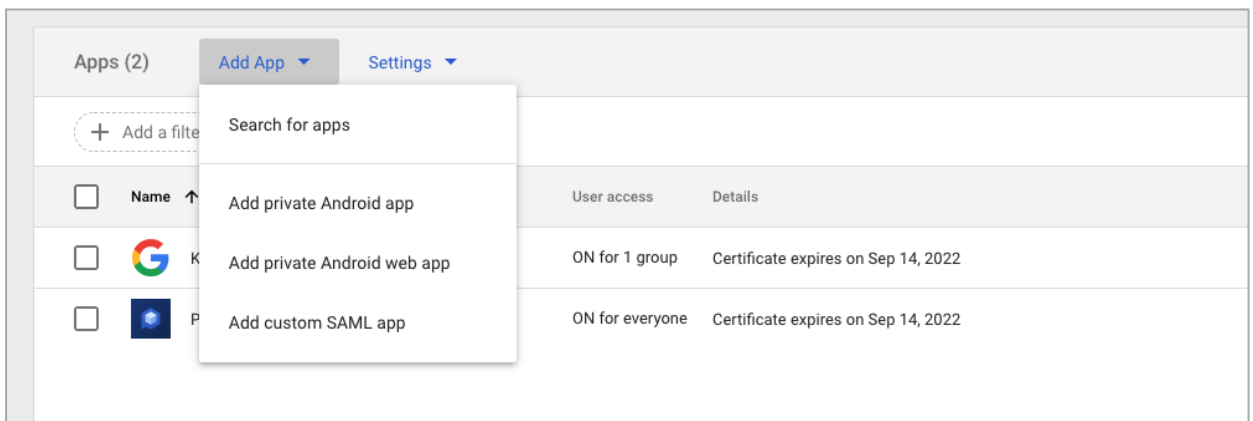 Apps (2) Add App Settings
Search for apps
Add a filte
Name User access Details
Add private Android app
K ON for 1 group Certificate expires on Sep 14, 2022
Add private Android web app
P ON for everyone Certificate expires on Sep 14, 2022
Add custom SAML app